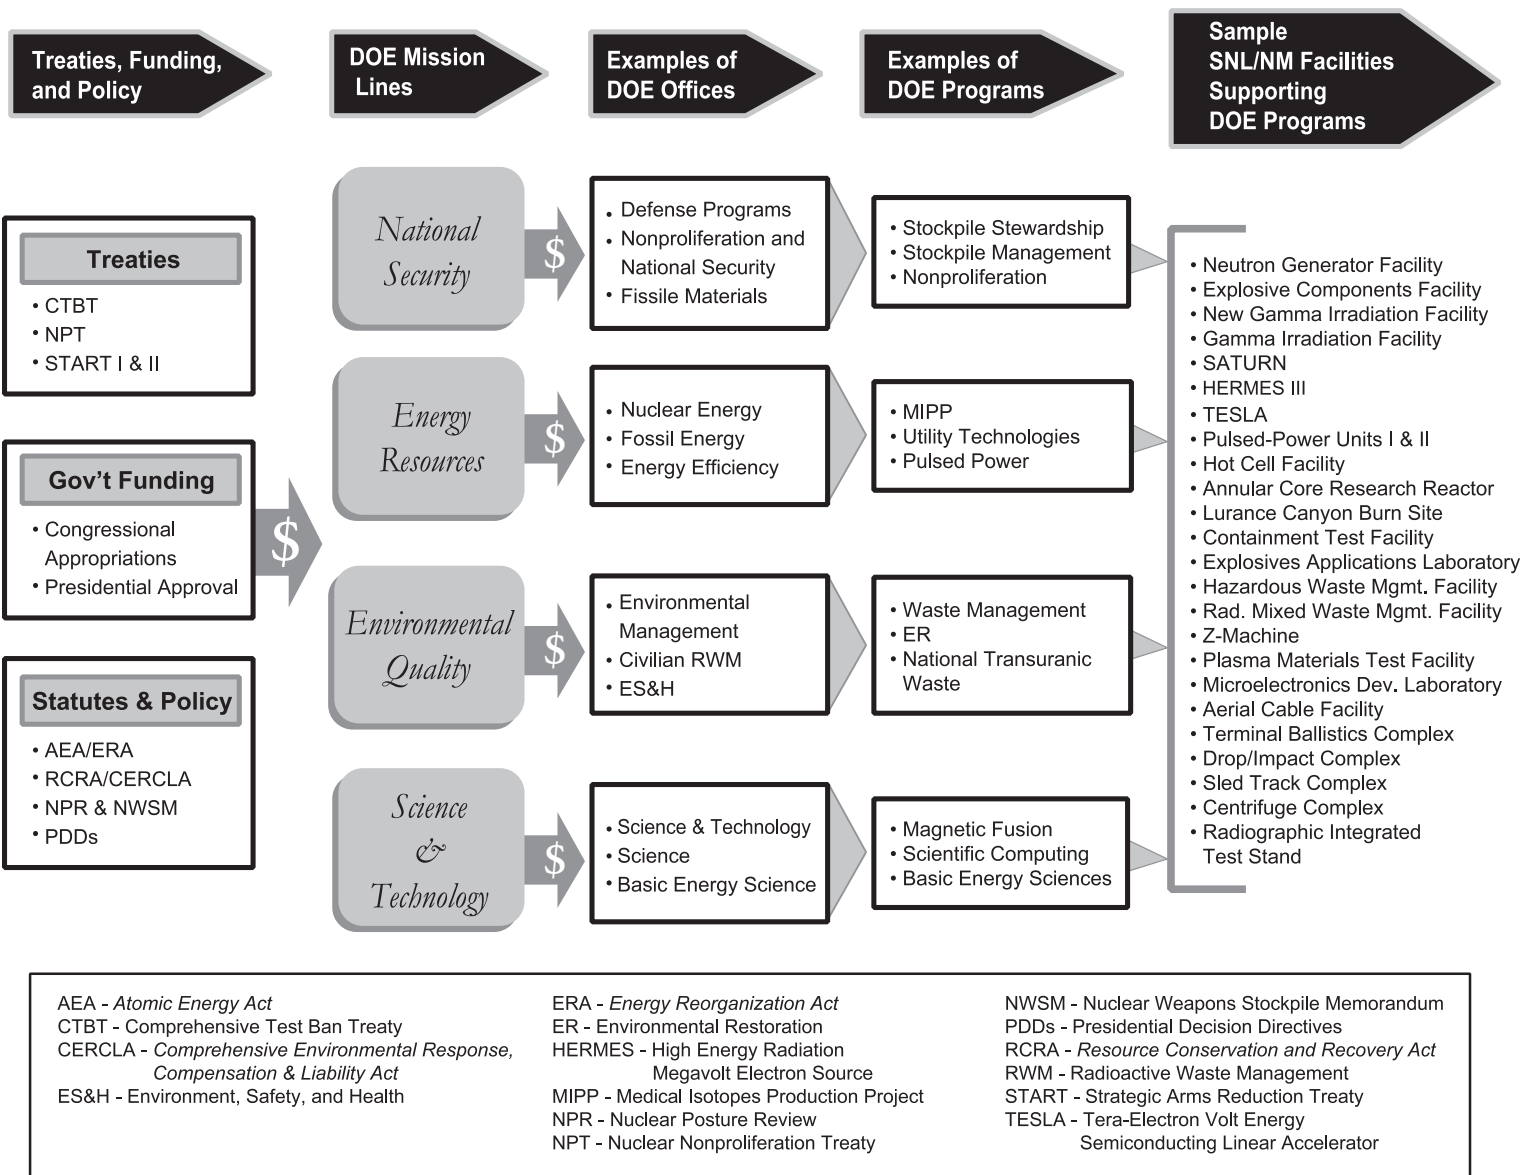 Treaties, Funding,
and Policy
DOE Mission
Lines
Examples of
DOE Offices
Examples of
DOE Programs
Sample
SNL/NM Facilities
Supporting
DOE Programs
Treaties
• CTBT
• NPT
• START I & II
Gov't Funding
• Congressional
Appropriations
• Presidential Approval
$
Statutes & Policy
• AEA/ERA
• RCRA/CERCLA
• NPR & NWSM
• PDDs
National
Security
$
• Defense Programs
• Nonproliferation and
National Security
• Fissile Materials
• Stockpile Stewardship
• Stockpile Management
• Nonproliferation
Energy
Resources
$
• Nuclear Energy
• Fossil Energy
• Energy Efficiency
• MIPP
• Utility Technologies
• Pulsed Power
Environmental
Quality
$
• Environmental
Management
• Civilian RWM
• ES&H
• Waste Management
• ER
• National Transuranic
Waste
Science
&
Technology
$
• Science & Technology
• Science
• Basic Energy Science
• Magnetic Fusion
• Scientific Computing
• Basic Energy Sciences
• Neutron Generator Facility
• Explosive Components Facility
• New Gamma Irradiation Facility
• Gamma Irradiation Facility
• SATURN
• HERMES III
• TESLA
• Pulsed-Power Units I & II
• Hot Cell Facility
• Annular Core Research Reactor
• Lurance Canyon Burn Site
• Containment Test Facility
• Explosives Applications Laboratory
• Hazardous Waste Mgmt. Facility
• Rad. Mixed Waste Mgmt. Facility
• Z-Machine
• Plasma Materials Test Facility
• Microelectronics Dev. Laboratory
• Aerial Cable Facility
• Terminal Ballistics Complex
• Drop/Impact Complex
• Sled Track Complex
• Centrifuge Complex
• Radiographic Integrated
Test Stand
AEA - Atomic Energy Act
CTBT - Comprehensive Test Ban Treaty
CERCLA - Comprehensive Environmental Response,
Compensation & Liability Act
ES&H - Environment, Safety, and Health
ERA - Energy Reorganization Act
ER - Environmental Restoration
HERMES - High Energy Radiation
Megavolt Electron Source
MIPP - Medical Isotopes Production Project
NPR - Nuclear Posture Review
NPT - Nuclear Nonproliferation Treaty
NWSM - Nuclear Weapons Stockpile Memorandum
PDDs - Presidential Decision Directives
RCRA - Resource Conservation and Recovery Act
RWM - Radioactive Waste Management
START - Strategic Arms Reduction Treaty
TESLA - Tera-Electron Volt Energy
Semiconducting Linear Accelerator